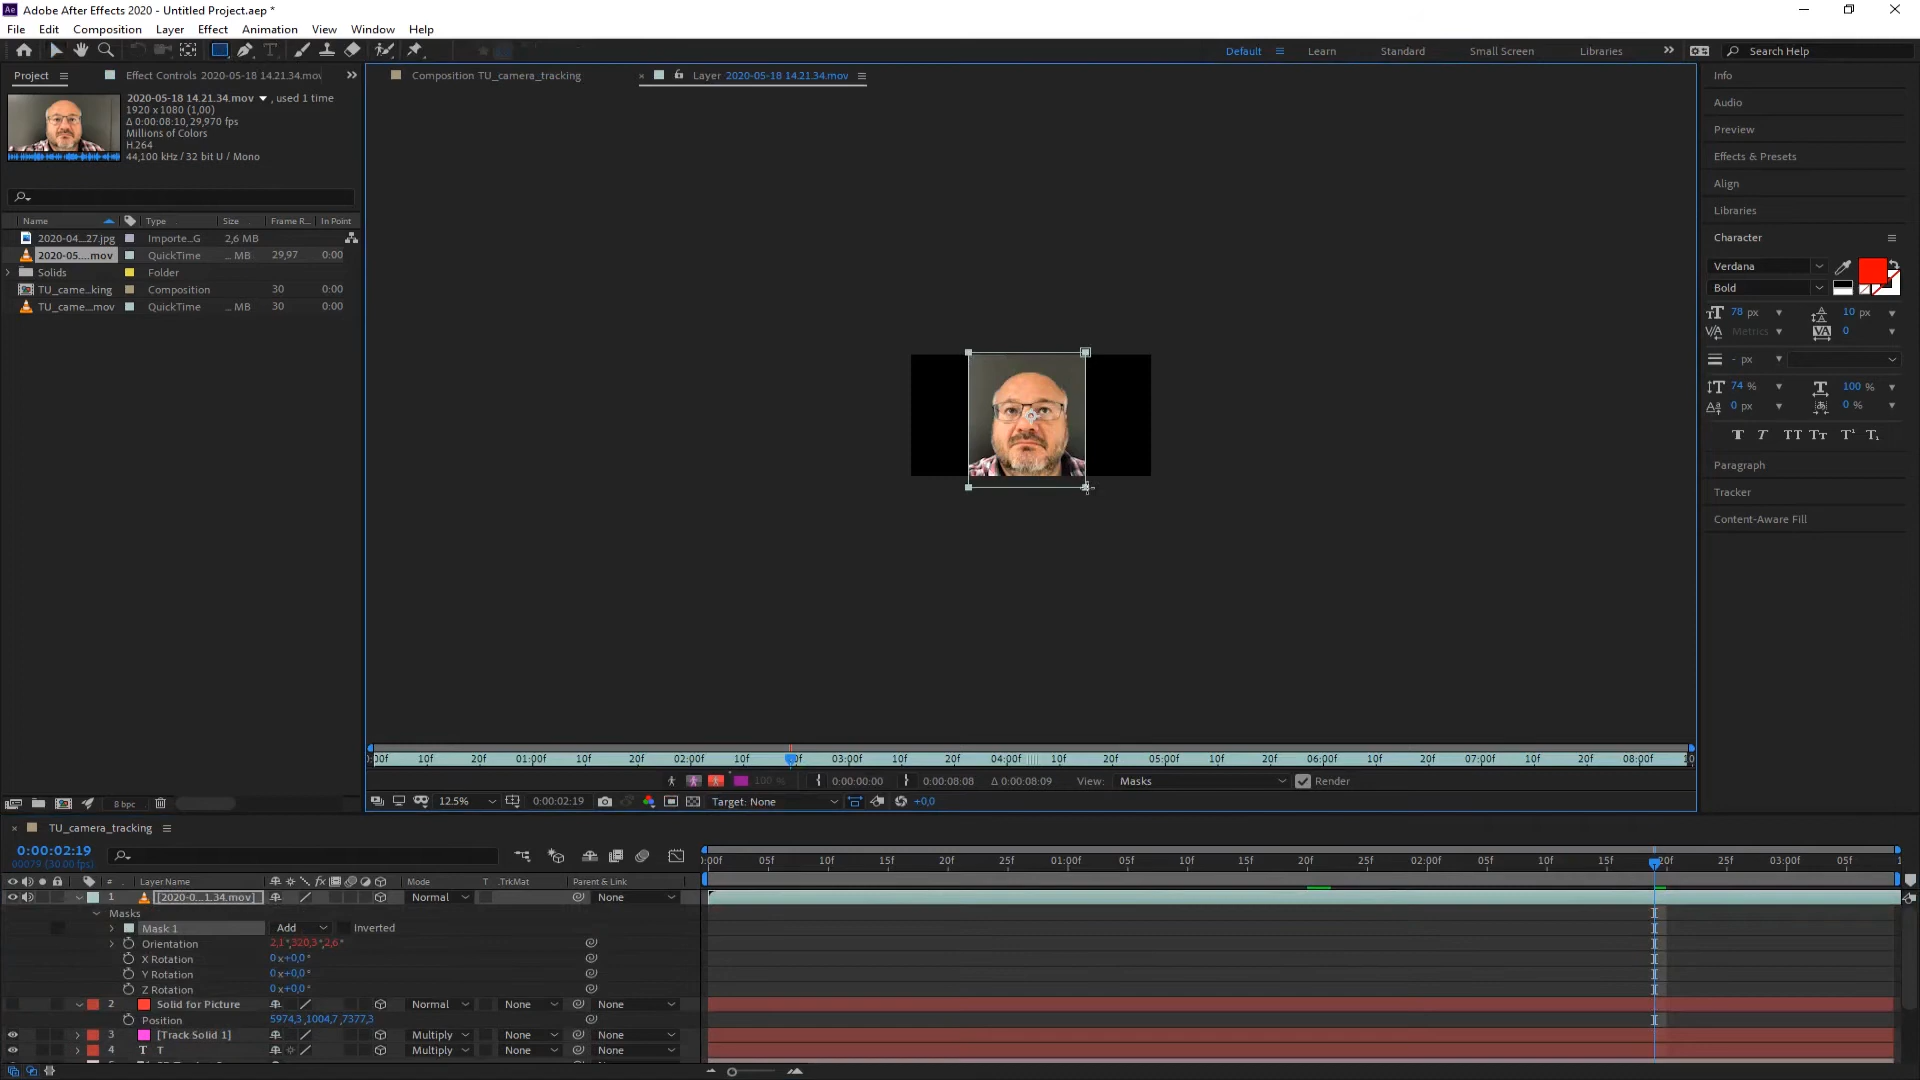 Adobe After Effects 2020 - Untitled Project.aep *
File Edit Composition Layer Effect Animation View Window Help
Default Learn Standard Small Screen Libraries Search Help
Project Effect Controls 2020-05-18 14.21.34.mov
Composition TU_camera_tracking
Layer 2020-05-18 14.21.34.mov
2020-05-18 14.21.34.mov , used 1 time
1920 x 1080 (1,00)
Δ 0:00:08:10, 29,970 fps
Millions of Colors
H.264
44,100 kHz / 32 bit U / Mono
Name Type Size Frame R... In Point
2020-04...27.jpg Importe...G 2,6 MB
2020-05....mov QuickTime ... MB 29,97 0:00
Solids Folder
TU_came...king Composition 30 0:00
TU_came...mov QuickTime ... MB 30 0:00
Info
Audio
Preview
Effects & Presets
Align
Libraries
Character
Verdana
Bold
78 px 10 px
Metrics 0
- px
74 % 100 %
0 px 0 %
T T TT Tт T¹ T₁
Paragraph
Tracker
Content-Aware Fill
:00f 10f 20f 01:00f 10f 20f 02:00f 10f 0f 03:00f 10f 20f 04:00f 10f 20f 05:00f 10f 20f 06:00f 10f 20f 07:00f 10f 20f 08:00f
100 % 0:00:00:00 0:00:08:08 Δ 0:00:08:09 View: Masks Render
8 bpc 12.5% 0:00:02:19 Target: None +0,0
TU_camera_tracking
0:00:02:19
00079 (30.00 fps)
:00f 05f 10f 15f 20f 25f 01:00f 05f 10f 15f 20f 25f 02:00f 05f 10f 15f 20f 25f 03:00f 05f 1
# Layer Name Mode T .TrkMat Parent & Link
1 [2020-0...1.34.mov] Normal None
Masks
Mask 1 Add Inverted
Orientation 2,1°,320,3°,2,6°
X Rotation 0 x+0,0°
Y Rotation 0 x+0,0°
Z Rotation 0 x+0,0°
2 Solid for Picture Normal None None
Position 5974,3,1004,7,7377,3
3 [Track Solid 1] Multiply None None
4 T T Multiply None None